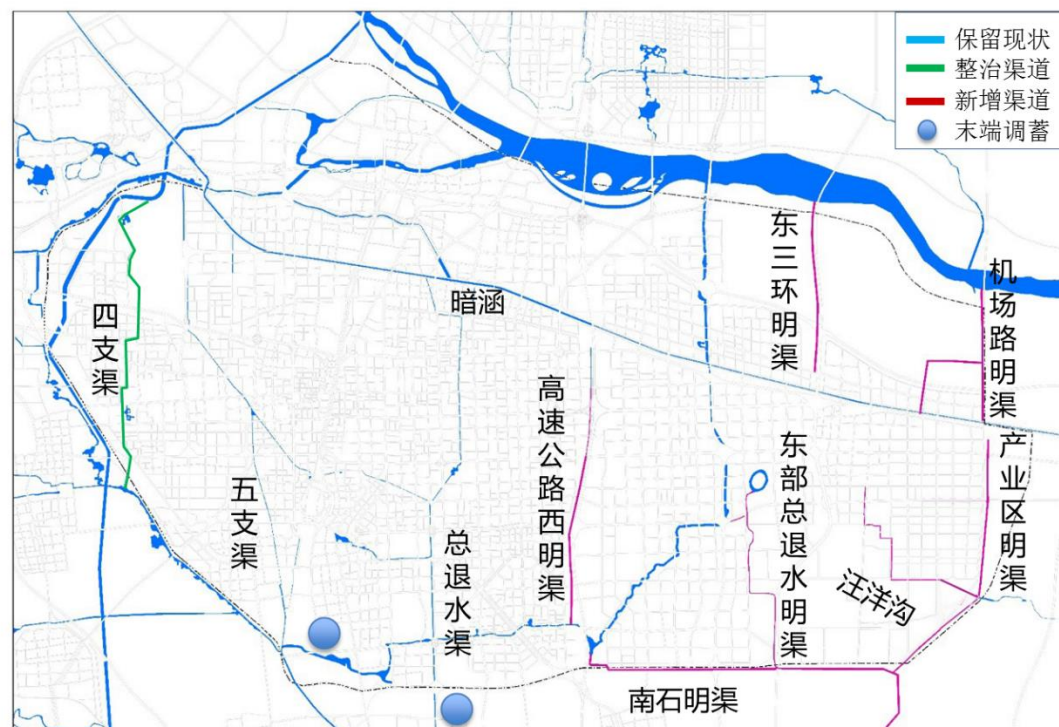 保留现状
整治渠道
新增渠道
末端调蓄
东三环明渠
机场路明渠
暗涵
四支渠
高速公路西明渠
东部总退水明渠
产业区明渠
五支渠
总退水渠
汪洋沟
南石明渠